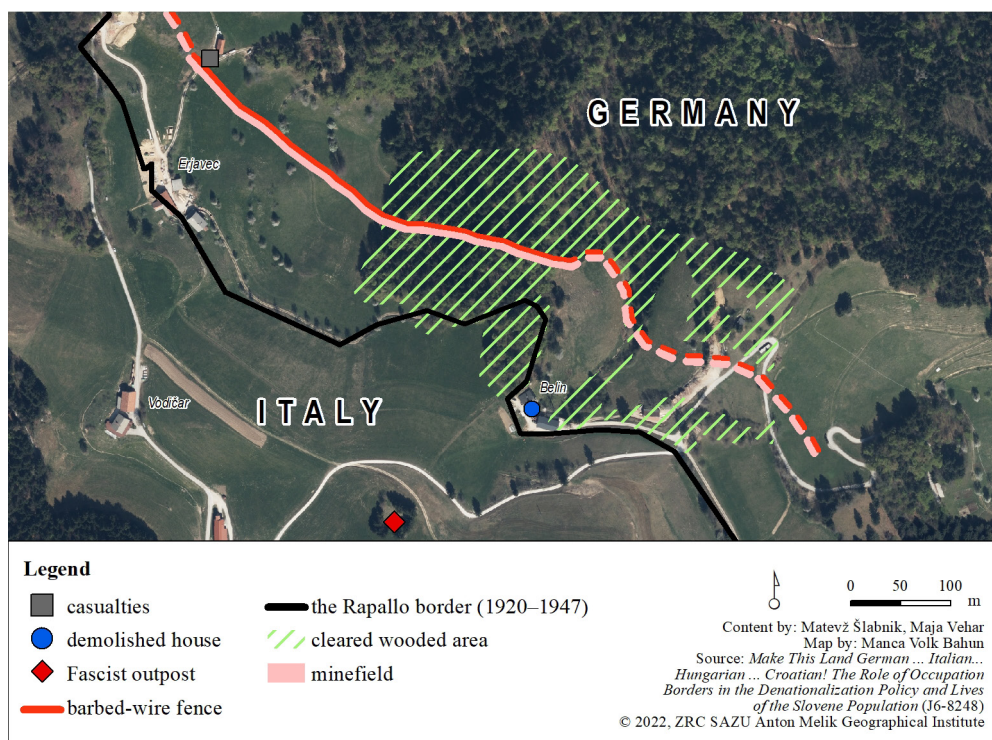 GERMANY
Erjavec
Belin
Vodičar
ITALY
Legend
casualties
demolished house
Fascist outpost
barbed-wire fence
the Rapallo border (1920–1947)
cleared wooded area
minefield
0 50 100
m
Content by: Matevž Šlabnik, Maja Vehar
Map by: Manca Volk Bahun
Source: Make This Land German ... Italian...
Hungarian ... Croatian! The Role of Occupation
Borders in the Denationalization Policy and Lives
of the Slovene Population (J6-8248)
© 2022, ZRC SAZU Anton Melik Geographical Institute